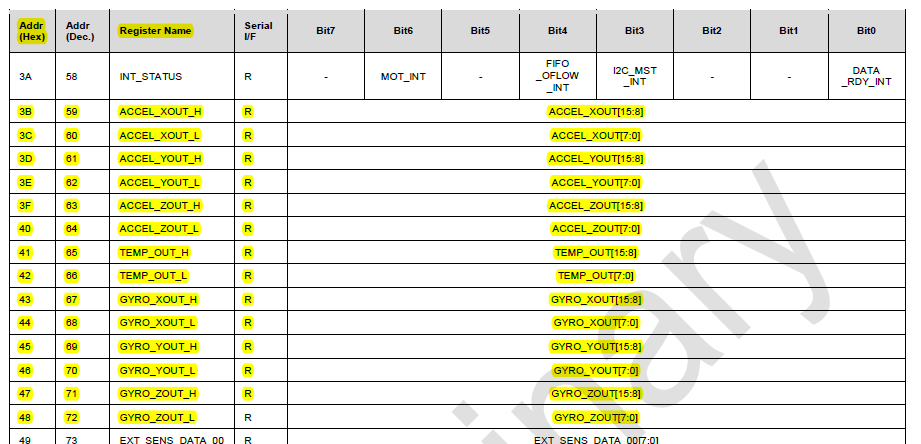 Addr (Hex) Addr (Dec.) Register Name Serial I/F Bit7 Bit6 Bit5 Bit4 Bit3 Bit2 Bit1 Bit0
3A 58 INT_STATUS R - MOT_INT - FIFO _OFLOW _INT I2C_MST _INT - - DATA _RDY_INT
3B 59 ACCEL_XOUT_H R ACCEL_XOUT[15:8]
3C 60 ACCEL_XOUT_L R ACCEL_XOUT[7:0]
3D 61 ACCEL_YOUT_H R ACCEL_YOUT[15:8]
3E 62 ACCEL_YOUT_L R ACCEL_YOUT[7:0]
3F 63 ACCEL_ZOUT_H R ACCEL_ZOUT[15:8]
40 64 ACCEL_ZOUT_L R ACCEL_ZOUT[7:0]
41 65 TEMP_OUT_H R TEMP_OUT[15:8]
42 66 TEMP_OUT_L R TEMP_OUT[7:0]
43 67 GYRO_XOUT_H R GYRO_XOUT[15:8]
44 68 GYRO_XOUT_L R GYRO_XOUT[7:0]
45 69 GYRO_YOUT_H R GYRO_YOUT[15:8]
46 70 GYRO_YOUT_L R GYRO_YOUT[7:0]
47 71 GYRO_ZOUT_H R GYRO_ZOUT[15:8]
48 72 GYRO_ZOUT_L R GYRO_ZOUT[7:0]
49 73 EXT_SENS_DATA_00 R EXT_SENS_DATA_00[7:0]
inary